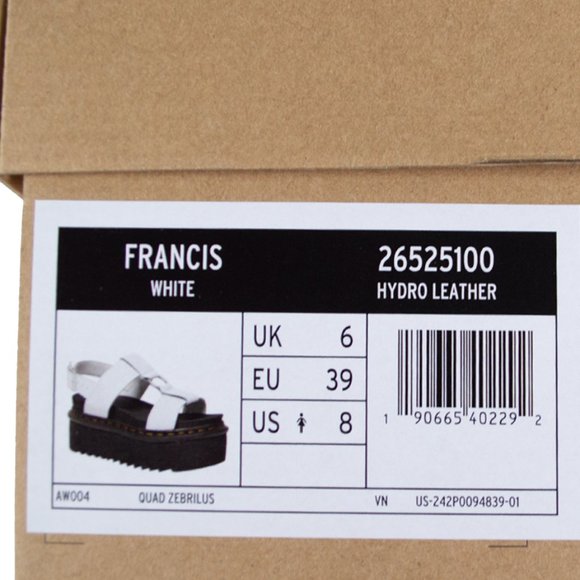 FRANCIS
WHITE
26525100
HYDRO LEATHER
UK 6
EU 39
US 8
1 90665 40229 2
AW004 QUAD ZEBRILUS VN US-242P0094839-01